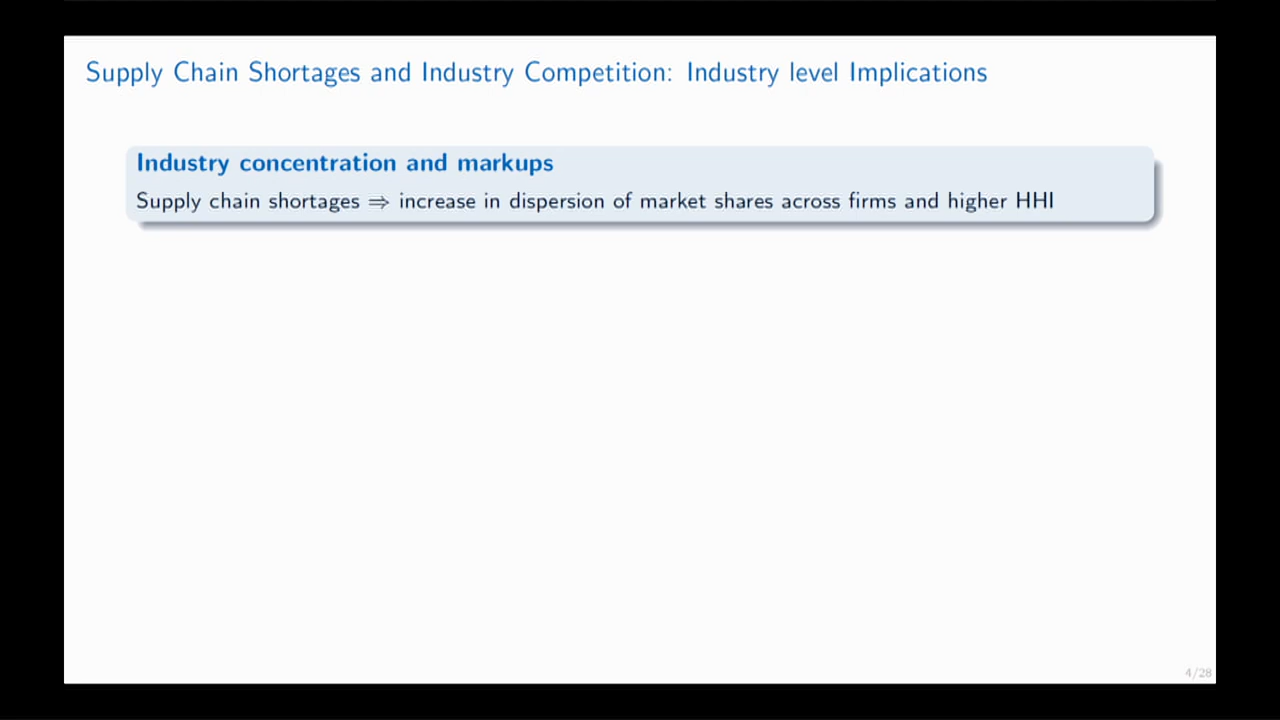 Supply Chain Shortages and Industry Competition: Industry level Implications
Industry concentration and markups
Supply chain shortages ⇒ increase in dispersion of market shares across firms and higher HHI
4/28